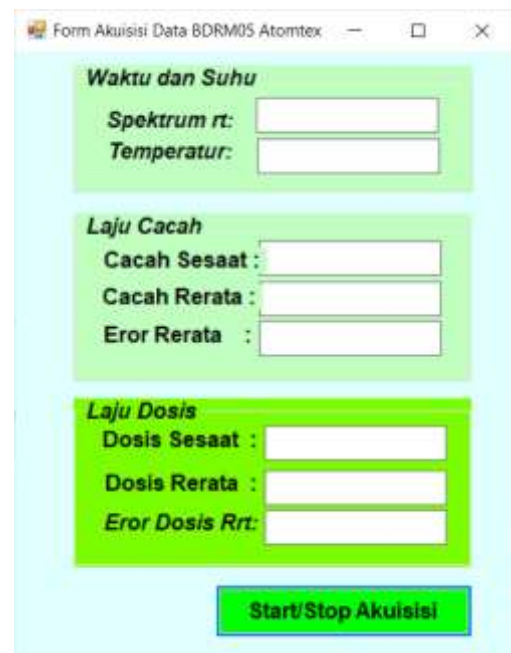 Form Akuisisi Data BDRM05 Atomtex
Waktu dan Suhu
Spektrum rt:
Temperatur:
Laju Cacah
Cacah Sesaat :
Cacah Rerata :
Eror Rerata :
Laju Dosis
Dosis Sesaat :
Dosis Rerata :
Eror Dosis Rrt:
Start/Stop Akuisisi